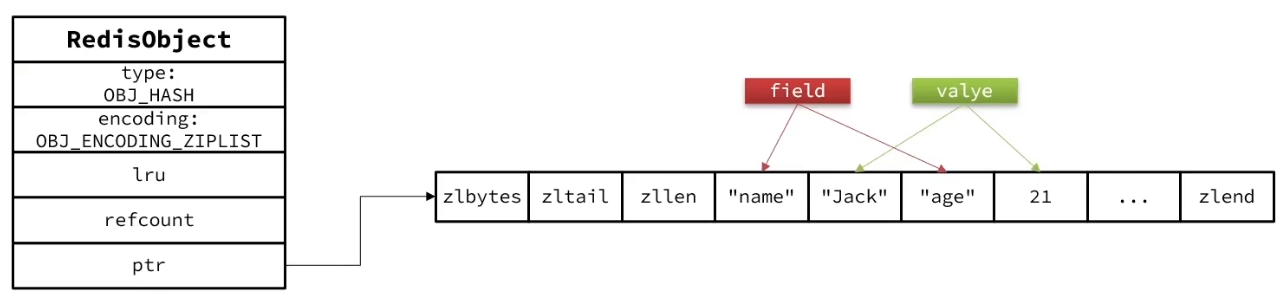 RedisObject
type:
OBJ_HASH
encoding:
OBJ_ENCODING_ZIPLIST
lru
refcount
ptr
field
valye
zlbytes
zltail
zllen
"name"
"Jack"
"age"
21
...
zlend